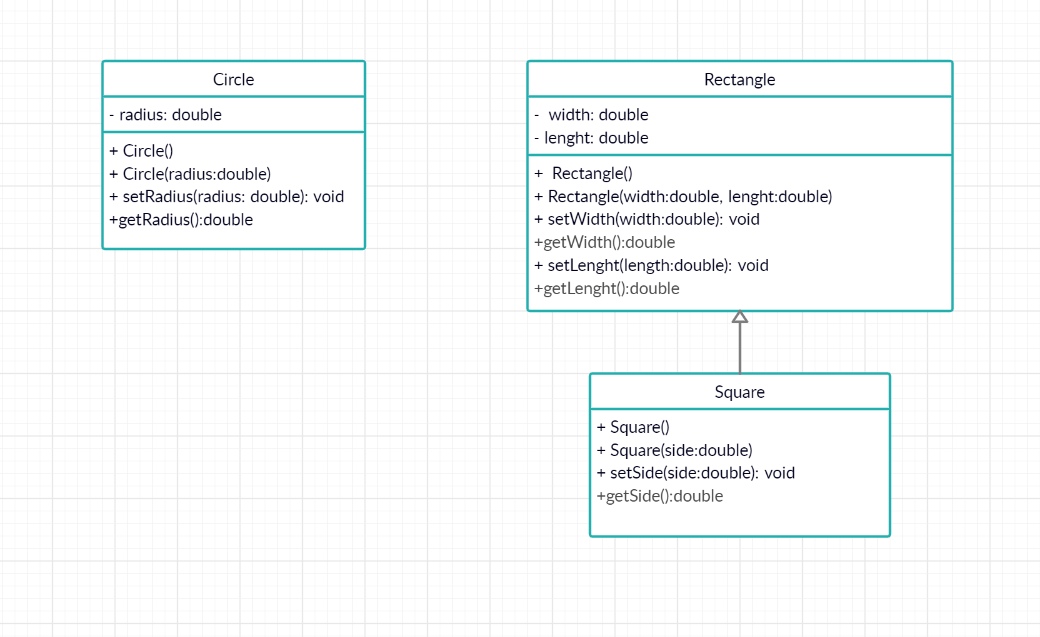 Circle
- radius: double
+ Circle()
+ Circle(radius:double)
+ setRadius(radius: double): void
+getRadius():double
Rectangle
- width: double
- lenght: double
+ Rectangle()
+ Rectangle(width:double, lenght:double)
+ setWidth(width:double): void
+getWidth():double
+ setLenght(length:double): void
+getLenght():double
Square
+ Square()
+ Square(side:double)
+ setSide(side:double): void
+getSide():double